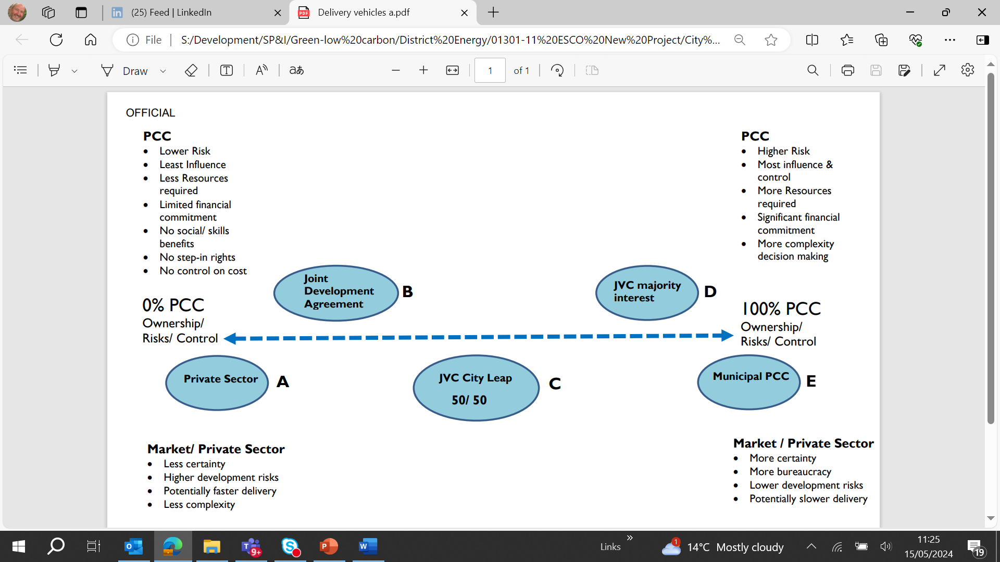 (25) Feed | LinkedIn
Delivery vehicles a.pdf
File
S:/Development/SP&I/Green-low%20carbon/District%20Energy/01301-11%20ESCO%20New%20Project/City%...
Draw
1
of 1
OFFICIAL
PCC
• Lower Risk
• Least Influence
• Less Resources
required
• Limited financial
commitment
• No social/ skills
benefits
• No step-in rights
• No control on cost
PCC
• Higher Risk
• Most influence &
control
• More Resources
required
• Significant financial
commitment
• More complexity
decision making
Joint
Development
Agreement
B
JVC majority
interest
D
0% PCC
Ownership/
Risks/ Control
100% PCC
Ownership/
Risks/ Control
Private Sector
A
JVC City Leap
50/ 50
C
Municipal PCC
E
Market/ Private Sector
• Less certainty
• Higher development risks
• Potentially faster delivery
• Less complexity
Market / Private Sector
• More certainty
• More bureaucracy
• Lower development risks
• Potentially slower delivery
9+
Links
1
14°C Mostly cloudy
11:25
15/05/2024
19